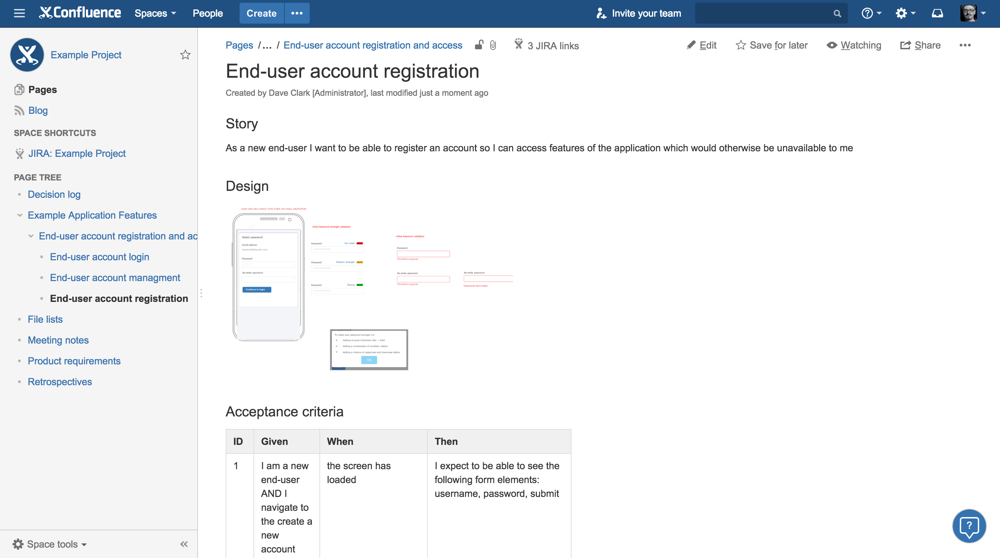 Confluence Spaces People Create ••• Invite your team
Example Project
Pages
Blog
SPACE SHORTCUTS
JIRA: Example Project
PAGE TREE
Decision log
Example Application Features
End-user account registration and ac
End-user account login
End-user account managment
End-user account registration
File lists
Meeting notes
Product requirements
Retrospectives
Space tools
Pages /... / End-user account registration and access 3 JIRA links Edit Save for later Watching Share •••
End-user account registration
Created by Dave Clark [Administrator], last modified just a moment ago
Story
As a new end-user I want to be able to register an account so I can access features of the application which would otherwise be unavailable to me
Design
USER CAN ONLY REACH THIS FORM VIA EMAIL INVITATION
Select password
Email address
testemail@gmail.com
Password
Re-enter password
Continue to login
Inline Password strength validation
Password Too weak
***********
Password Medium strength
***********
Password Strong
***********
Inline Password validation
Password
This field is required
Re-enter password
This field is required
Re-enter password
Passwords don't match
To make your password stronger try:
Adding unusual characters like: !-#$@
Adding a combination of numbers, letters
Adding a mixture of uppercase and lowercase letters
OK
Acceptance criteria
ID Given When Then
1 I am a new the screen has I expect to be able to see the
end-user loaded following form elements:
AND I username, password, submit
navigate to
the create a
new
account